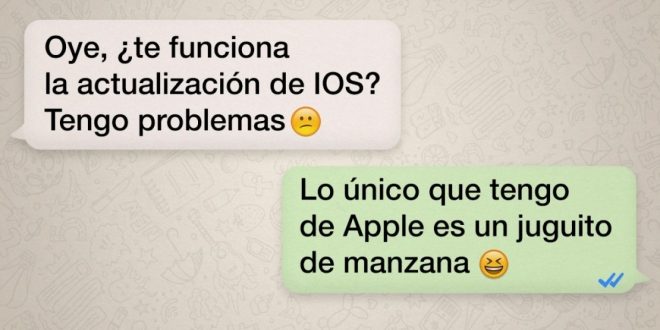 Oye, ¿te funciona
la actualización de IOS?
Tengo problemas😕
Lo único que tengo
de Apple es un juguito
de manzana 😆